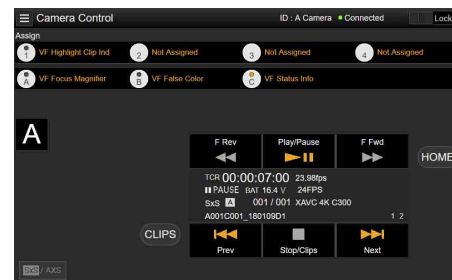 Camera Control ID : A Camera Connected Lock
Assign
1 VF Highlight Clip Ind 2 Not Assigned 3 Not Assigned 4 Not Assigned
A VF Focus Magnifier B VF False Color C VF Status Info
A
F Rev Play/Pause F Fwd
HOME
TCR 00:00:07:00 23.98fps
PAUSE BAT 16.4 V 24FPS
SxS A 001 / 001 XAVC 4K C300
A001C001_180109D1 1 2
CLIPS
Prev Stop/Clips Next
SxS / AXS